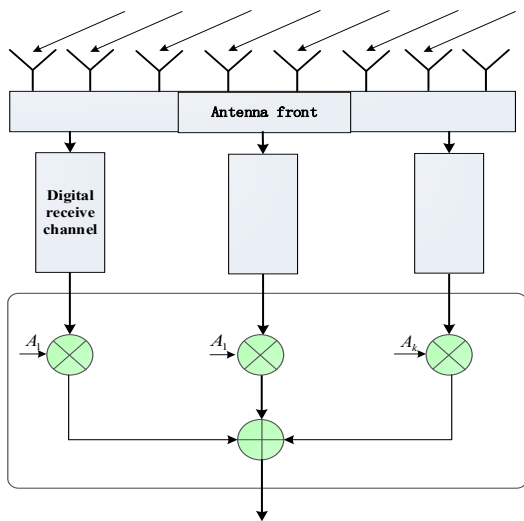 Antenna front
Digital
receive
channel
A₁
A₁
Aₖ